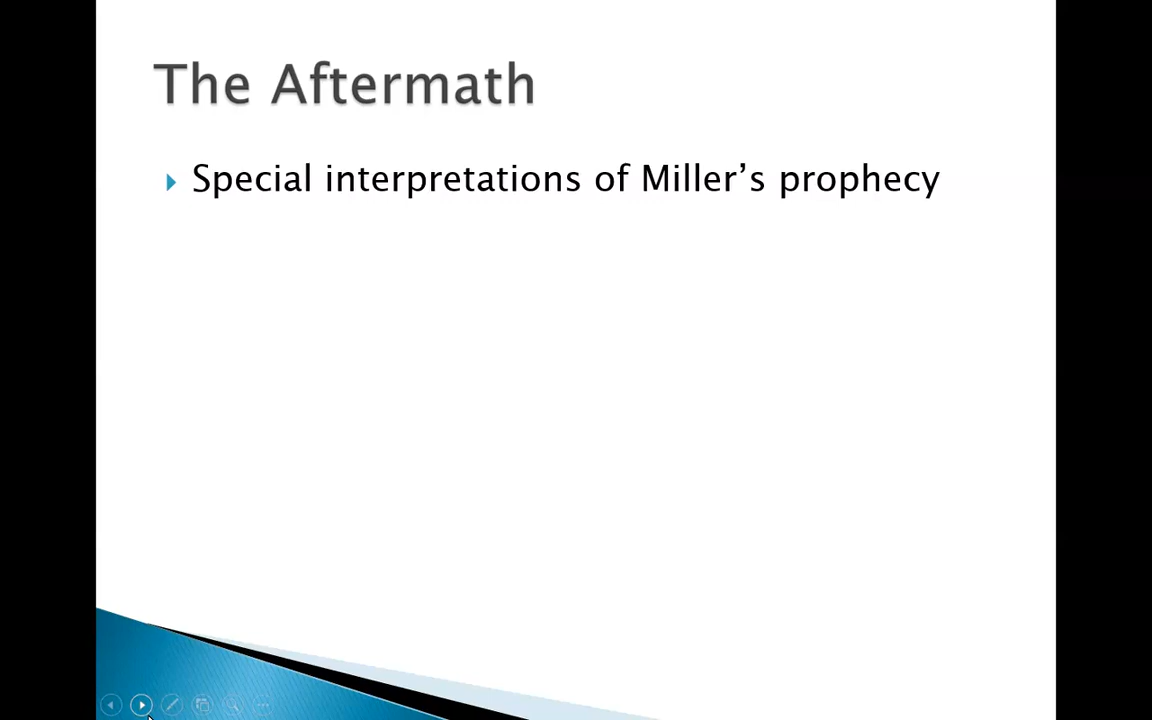 The Aftermath
Special interpretations of Miller’s prophecy